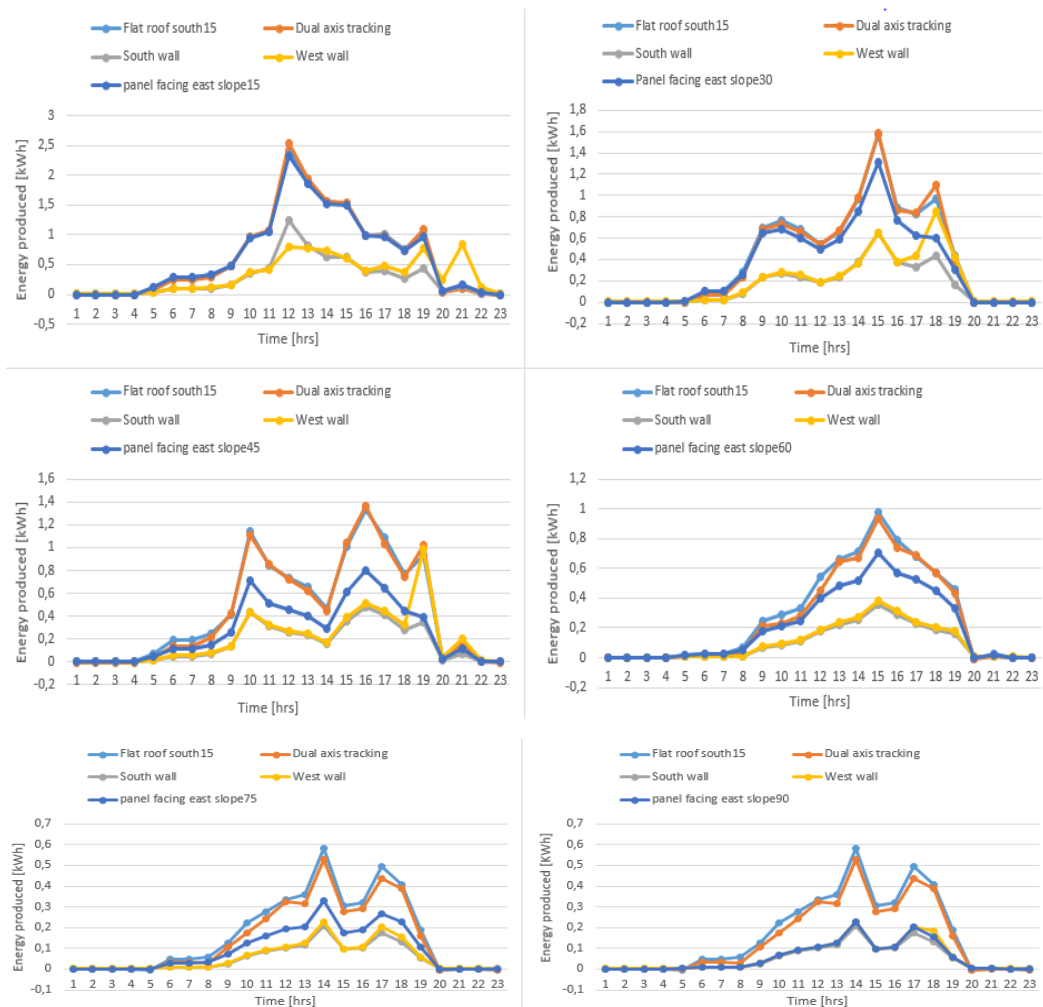 Flat roof south15 Dual axis tracking
South wall West wall
panel facing east slope15
Energy produced [kWh]
3
2,5
2
1,5
1
0,5
0
-0,5
1 2 3 4 5 6 7 8 9 10 11 12 13 14 15 16 17 18 19 20 21 22 23
Time [hrs]
Flat roof south15 Dual axis tracking
South wall West wall
Panel facing east slope30
Energy produced [kWh]
1,8
1,6
1,4
1,2
1
0,8
0,6
0,4
0,2
0
-0,2
1 2 3 4 5 6 7 8 9 10 11 12 13 14 15 16 17 18 19 20 21 22 23
Time [hrs]
Flat roof south15 Dual axis tracking
South wall West wall
panel facing east slope45
Energy produced [kWh]
1,6
1,4
1,2
1
0,8
0,6
0,4
0,2
0
-0,2
1 2 3 4 5 6 7 8 9 10 11 12 13 14 15 16 17 18 19 20 21 22 23
Time [hrs]
Flat roof south15 Dual axis tracking
South wall West wall
panel facing east slope60
Energy produced [kWh]
1,2
1
0,8
0,6
0,4
0,2
0
-0,2
1 2 3 4 5 6 7 8 9 10 11 12 13 14 15 16 17 18 19 20 21 22 23
Time [hrs]
Flat roof south15 Dual axis tracking
South wall West wall
panel facing east slope75
Energy produced [kWh]
0,7
0,6
0,5
0,4
0,3
0,2
0,1
0
-0,1
1 2 3 4 5 6 7 8 9 10 11 12 13 14 15 16 17 18 19 20 21 22 23
Time [hrs]
Flat roof south15 Dual axis tracking
South wall West wall
panel facing east slope90
Energy produced [KWh]
0,7
0,6
0,5
0,4
0,3
0,2
0,1
0
-0,1
1 2 3 4 5 6 7 8 9 10 11 12 13 14 15 16 17 18 19 20 21 22 23
Time [hrs]